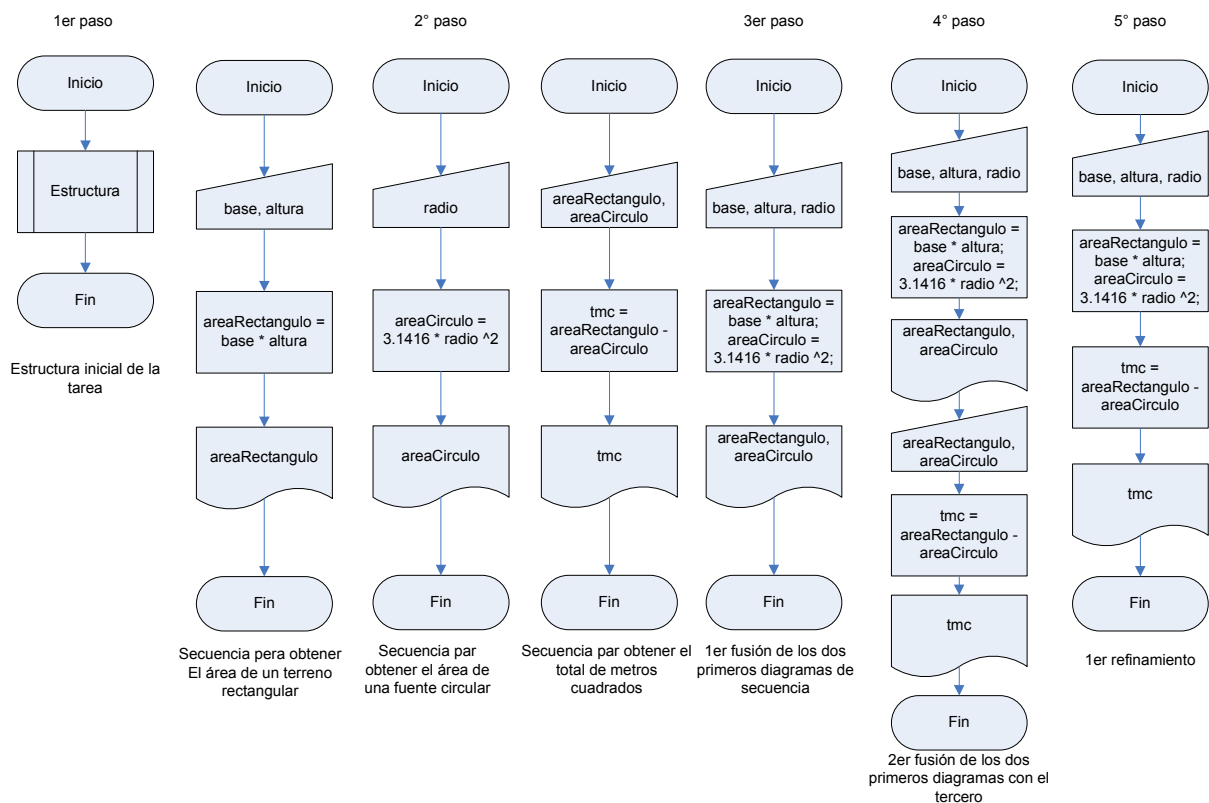 1er paso
2° paso
3er paso
4° paso
5° paso
Inicio
Estructura
Fin
Estructura inicial de la
tarea
Inicio
base, altura
areaRectangulo =
base * altura
areaRectangulo
Fin
Secuencia pera obtener
El área de un terreno
rectangular
Inicio
radio
areaCirculo =
3.1416 * radio ^2
areaCirculo
Fin
Secuencia par
obtener el área de
una fuente circular
Inicio
areaRectangulo,
areaCirculo
tmc =
areaRectangulo -
areaCirculo
tmc
Fin
Secuencia par obtener el
total de metros
cuadrados
Inicio
base, altura, radio
areaRectangulo =
base * altura;
areaCirculo =
3.1416 * radio ^2;
areaRectangulo,
areaCirculo
Fin
1er fusión de los dos
primeros diagramas de
secuencia
Inicio
base, altura, radio
areaRectangulo =
base * altura;
areaCirculo =
3.1416 * radio ^2;
areaRectangulo,
areaCirculo
areaRectangulo,
areaCirculo
tmc =
areaRectangulo -
areaCirculo
tmc
Fin
2er fusión de los dos
primeros diagramas con el
tercero
Inicio
base, altura, radio
areaRectangulo =
base * altura;
areaCirculo =
3.1416 * radio ^2;
tmc =
areaRectangulo -
areaCirculo
tmc
Fin
1er refinamiento